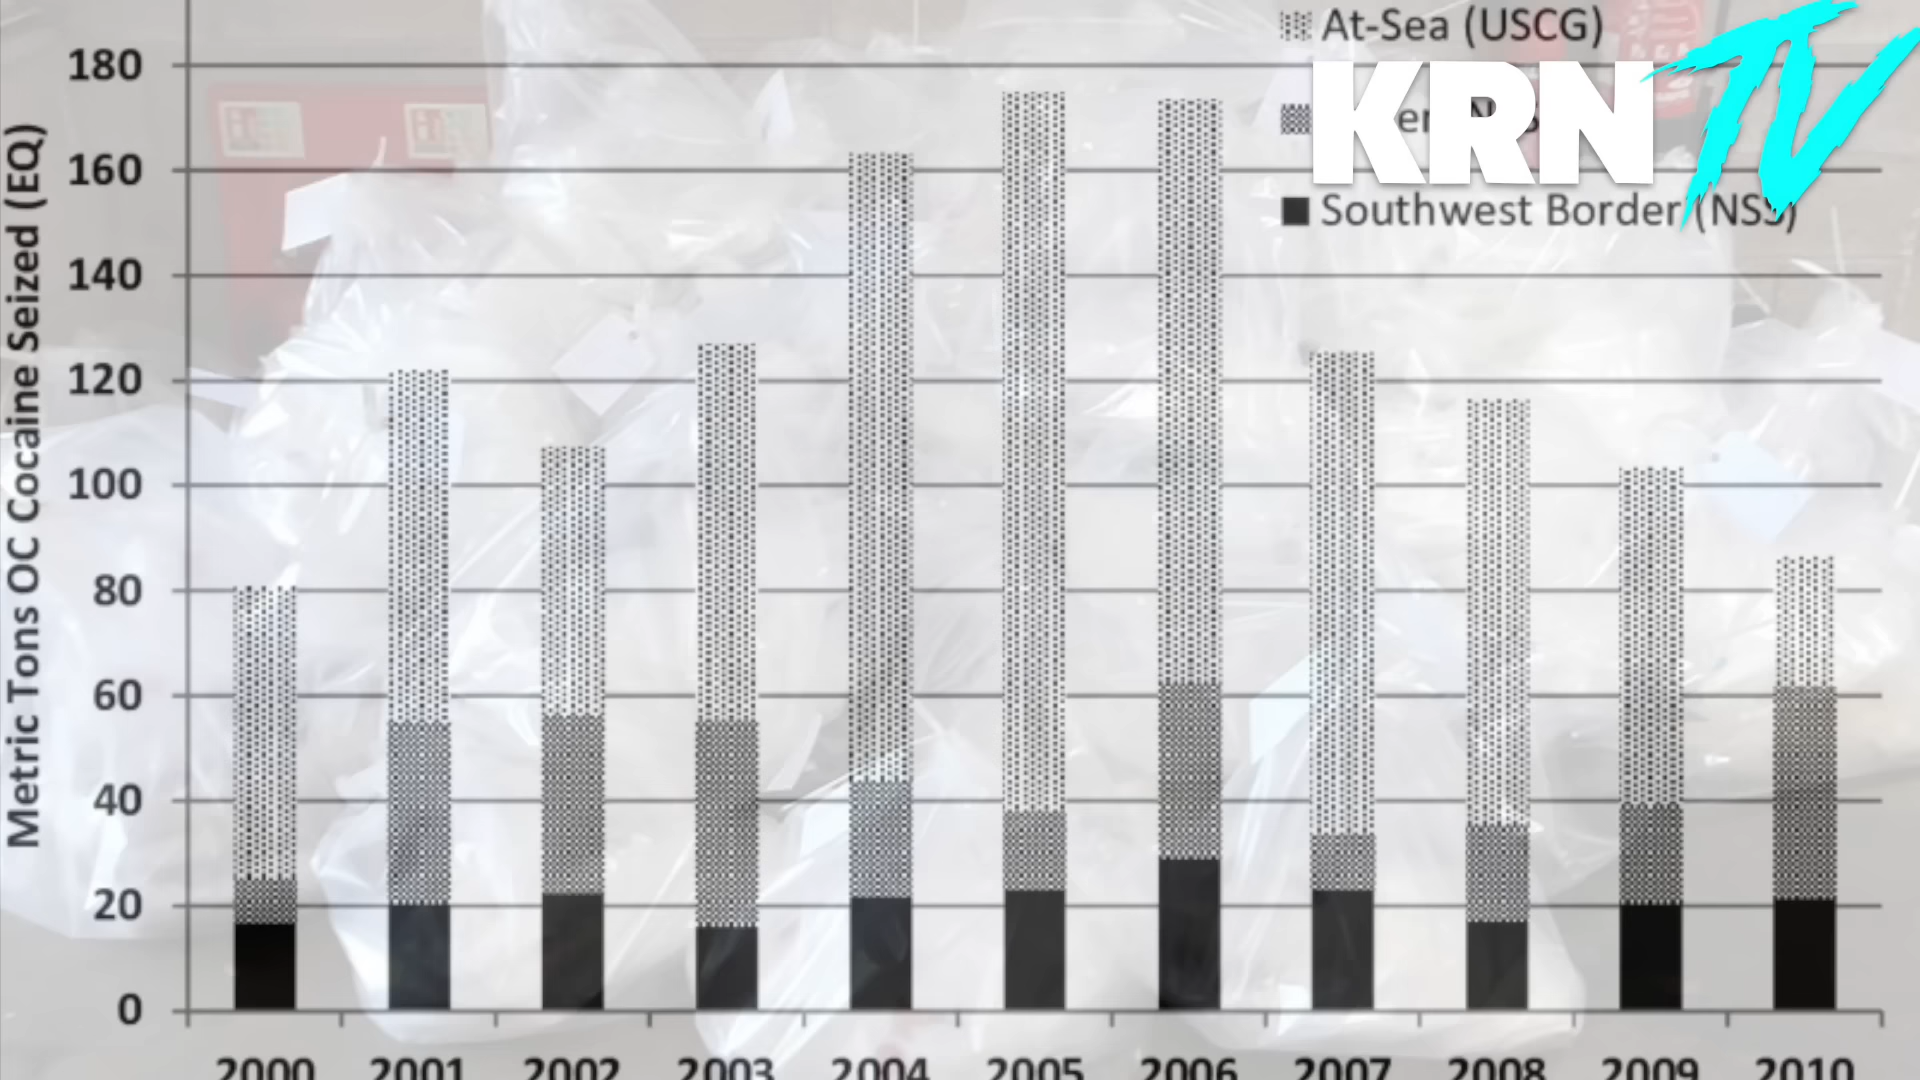 At-Sea (USCG)
KRN TV
Southwest Border (NSS)
Metric Tons OC Cocaine Seized (EQ)
180
160
140
120
100
80
60
40
20
0
2000 2001 2002 2003 2004 2005 2006 2007 2008 2009 2010